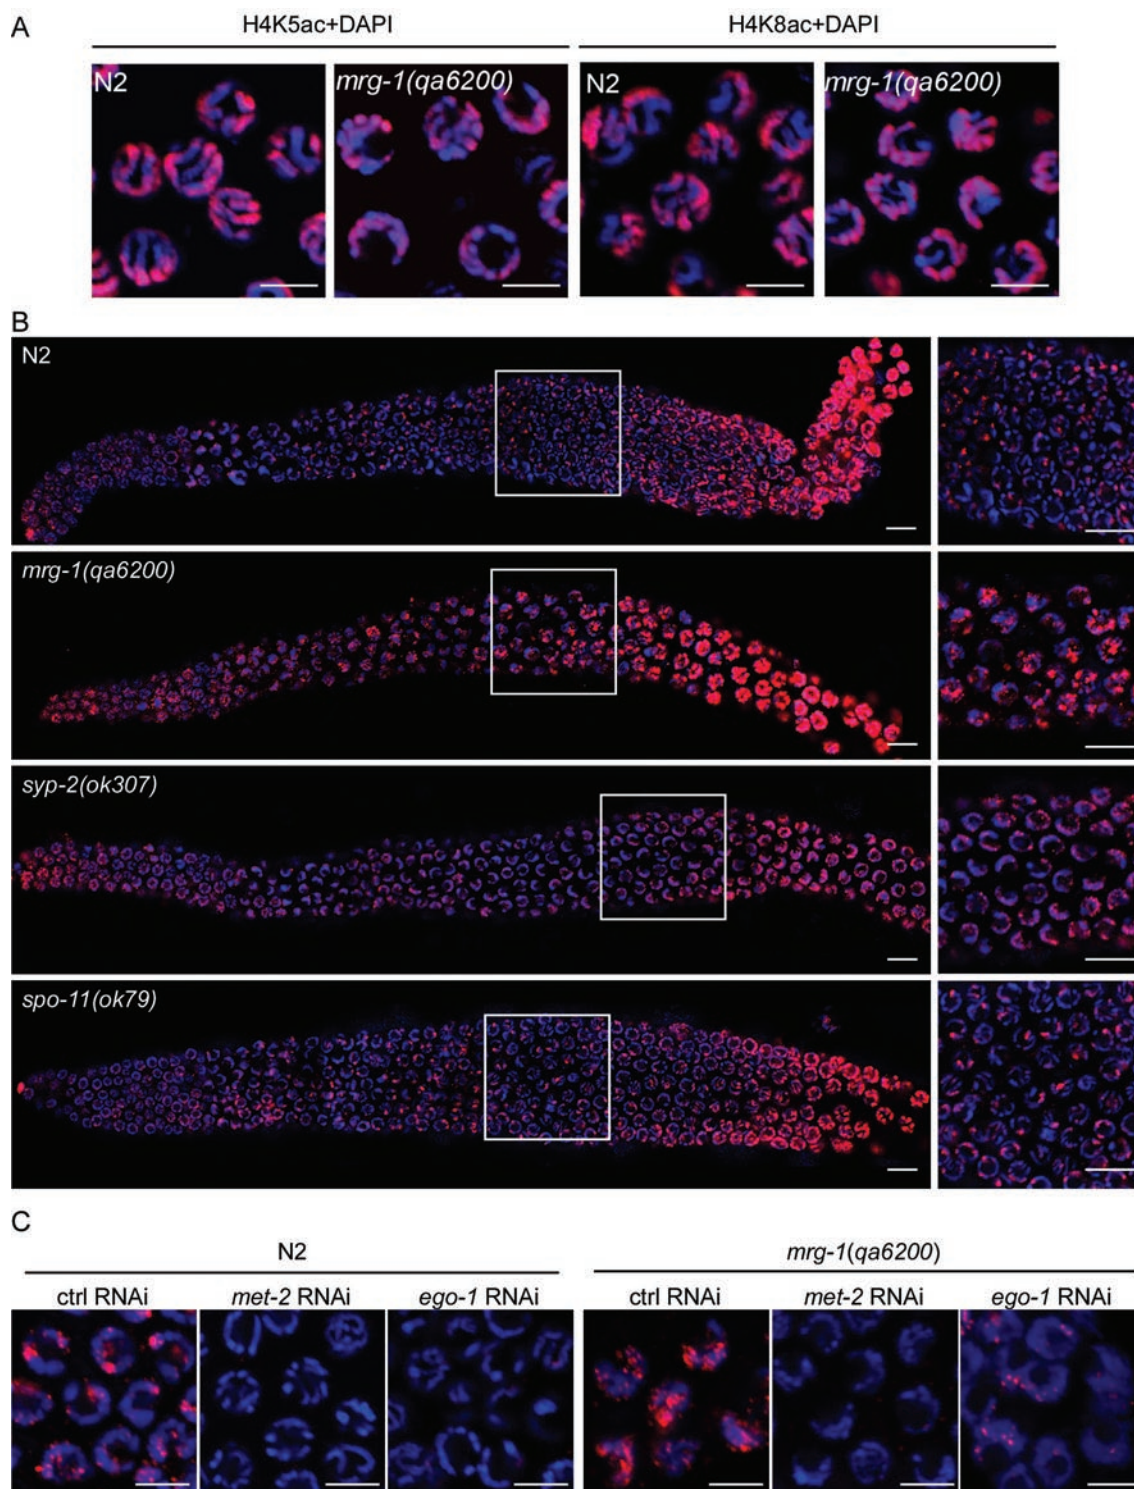 A
H4K5ac+DAPI
H4K8ac+DAPI
N2
mrg-1(qa6200)
N2
mrg-1(qa6200)
B
N2
mrg-1(qa6200)
syp-2(ok307)
spo-11(ok79)
C
N2
mrg-1(qa6200)
ctrl RNAi
met-2 RNAi
ego-1 RNAi
ctrl RNAi
met-2 RNAi
ego-1 RNAi